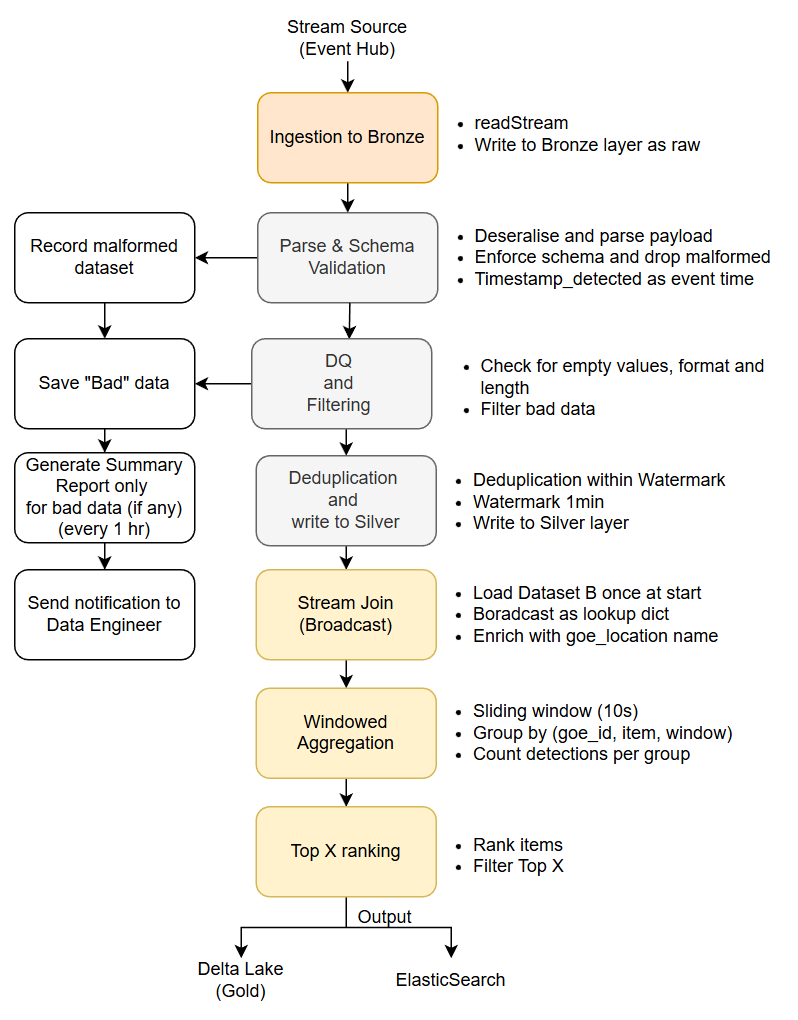 Stream Source
(Event Hub)
Ingestion to Bronze
readStream
Write to Bronze layer as raw
Record malformed
dataset
Parse & Schema
Validation
Deseralise and parse payload
Enforce schema and drop malformed
Timestamp_detected as event time
Save "Bad" data
DQ
and
Filtering
Check for empty values, format and
length
Filter bad data
Generate Summary
Report only
for bad data (if any)
(every 1 hr)
Deduplication
and
write to Silver
Deduplication within Watermark
Watermark 1min
Write to Silver layer
Send notification to
Data Engineer
Stream Join
(Broadcast)
Load Dataset B once at start
Boradcast as lookup dict
Enrich with goe_location name
Windowed
Aggregation
Sliding window (10s)
Group by (goe_id, item, window)
Count detections per group
Top X ranking
Rank items
Filter Top X
Output
Delta Lake
(Gold)
ElasticSearch